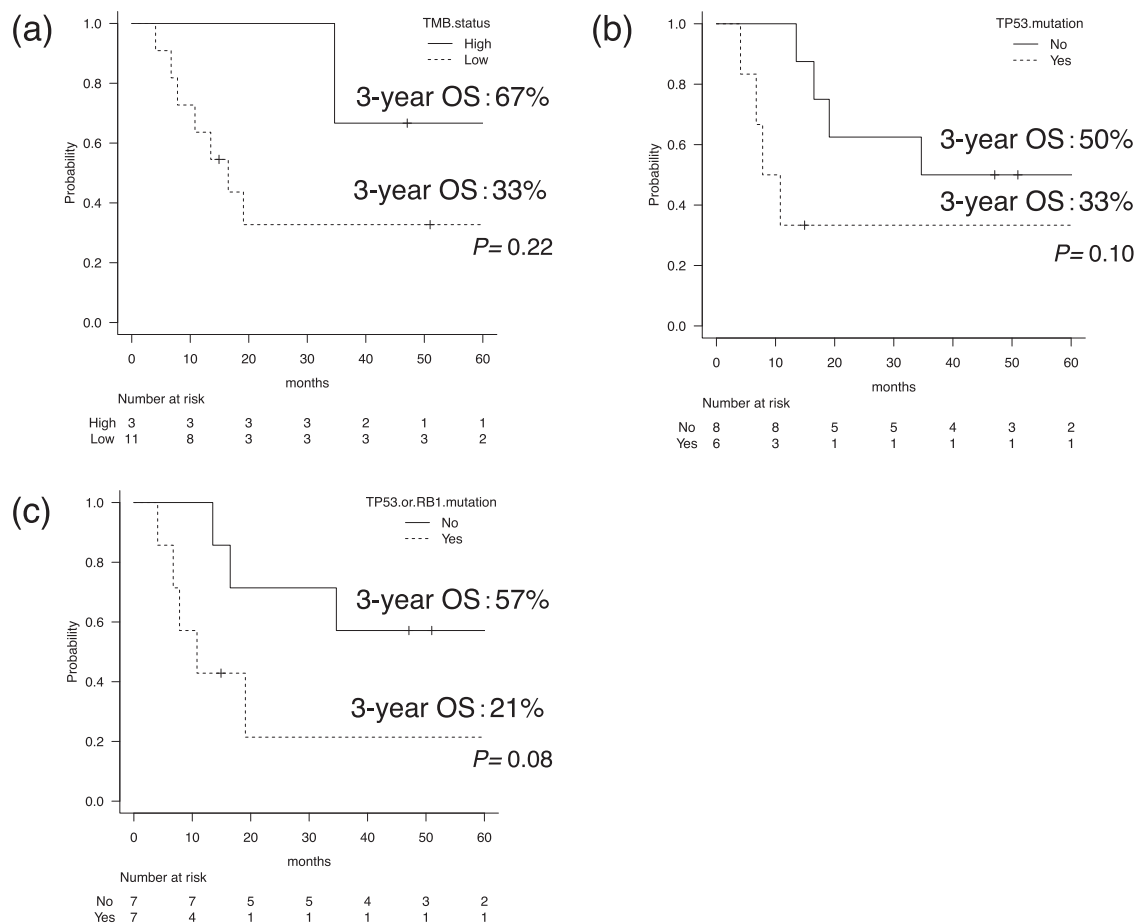 (a)
TMB.status
High
Low
1.0
0.8
0.6
0.4
0.2
0.0
Probability
3-year OS:67%
3-year OS:33%
P= 0.22
0 10 20 30 40 50 60
months
Number at risk
High 3 3 3 3 2 1 1
Low 11 8 3 3 3 3 2
(b)
TP53.mutation
No
Yes
1.0
0.8
0.6
0.4
0.2
0.0
Probability
3-year OS:50%
3-year OS:33%
P= 0.10
0 10 20 30 40 50 60
months
Number at risk
No 8 8 5 5 4 3 2
Yes 6 3 1 1 1 1 1
(c)
TP53.or.RB1.mutation
No
Yes
1.0
0.8
0.6
0.4
0.2
0.0
Probability
3-year OS:57%
3-year OS:21%
P= 0.08
0 10 20 30 40 50 60
months
Number at risk
No 7 7 5 5 4 3 2
Yes 7 4 1 1 1 1 1